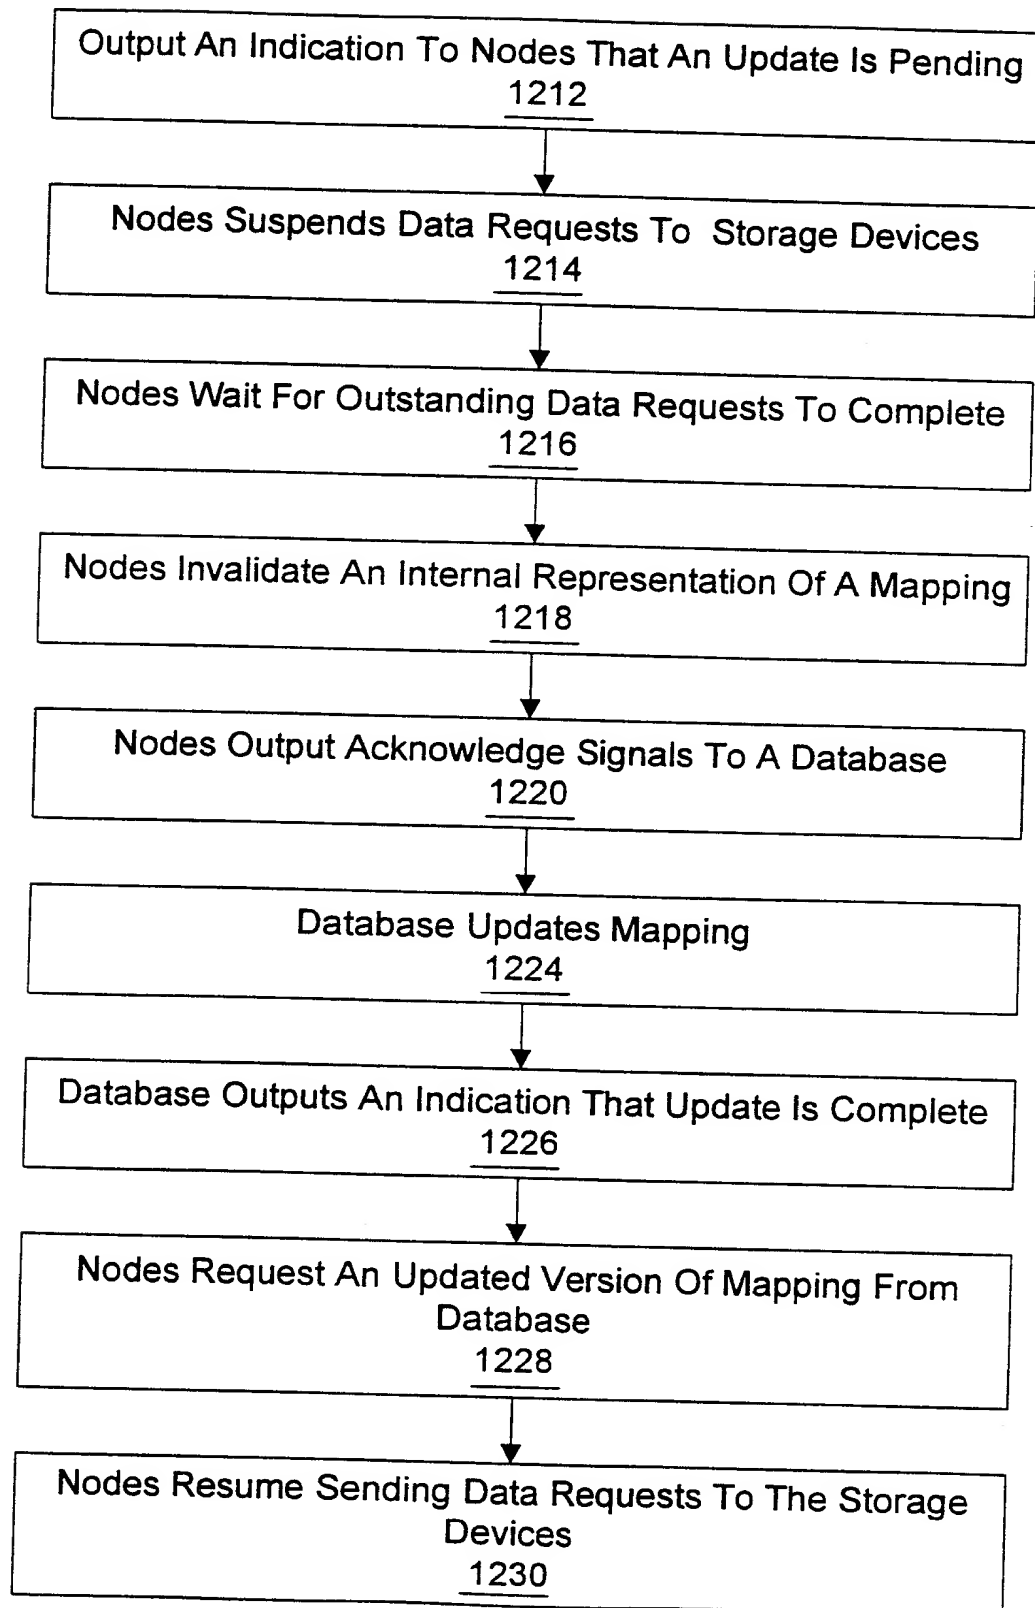 Output An Indication To Nodes That An Update Is Pending
1212
Nodes Suspends Data Requests To Storage Devices
1214
Nodes Wait For Outstanding Data Requests To Complete
1216
Nodes Invalidate An Internal Representation Of A Mapping
1218
Nodes Output Acknowledge Signals To A Database
1220
Database Updates Mapping
1224
Database Outputs An Indication That Update Is Complete
1226
Nodes Request An Updated Version Of Mapping From
Database
1228
Nodes Resume Sending Data Requests To The Storage
Devices
1230